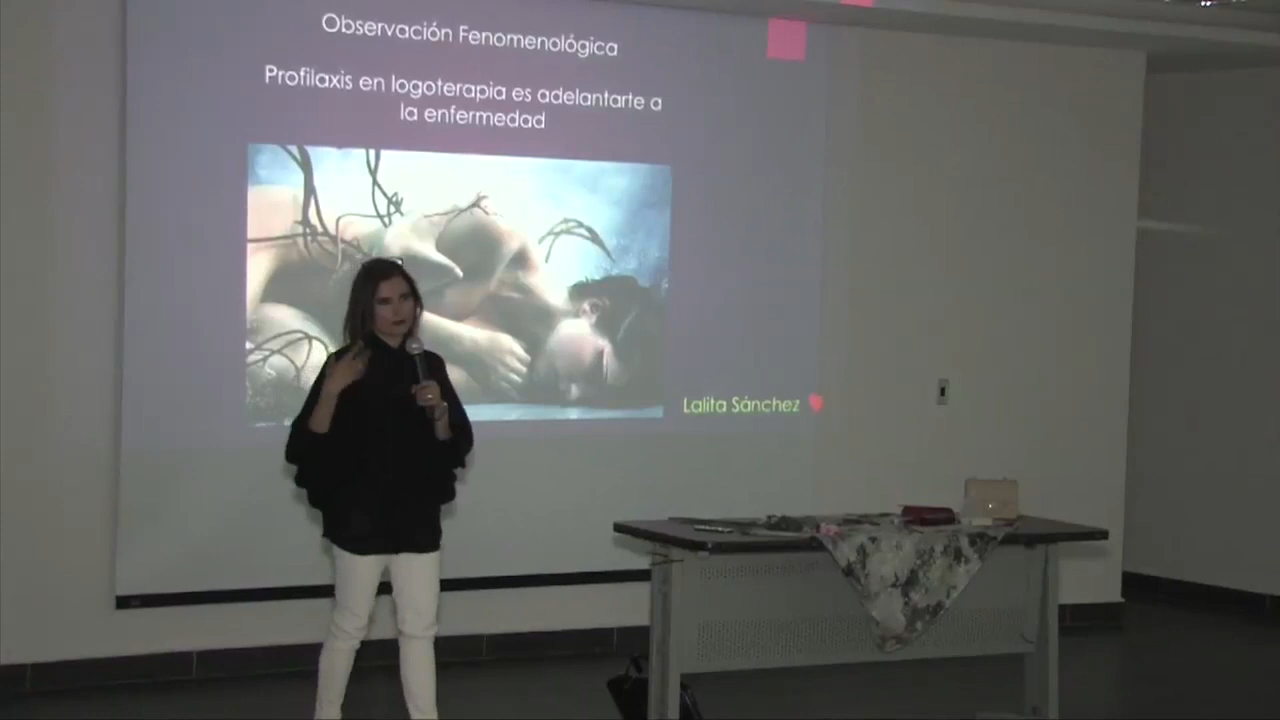 Observación Fenomenológica
Profilaxis en logoterapia es adelantarte a
la enfermedad
Lalita Sánchez